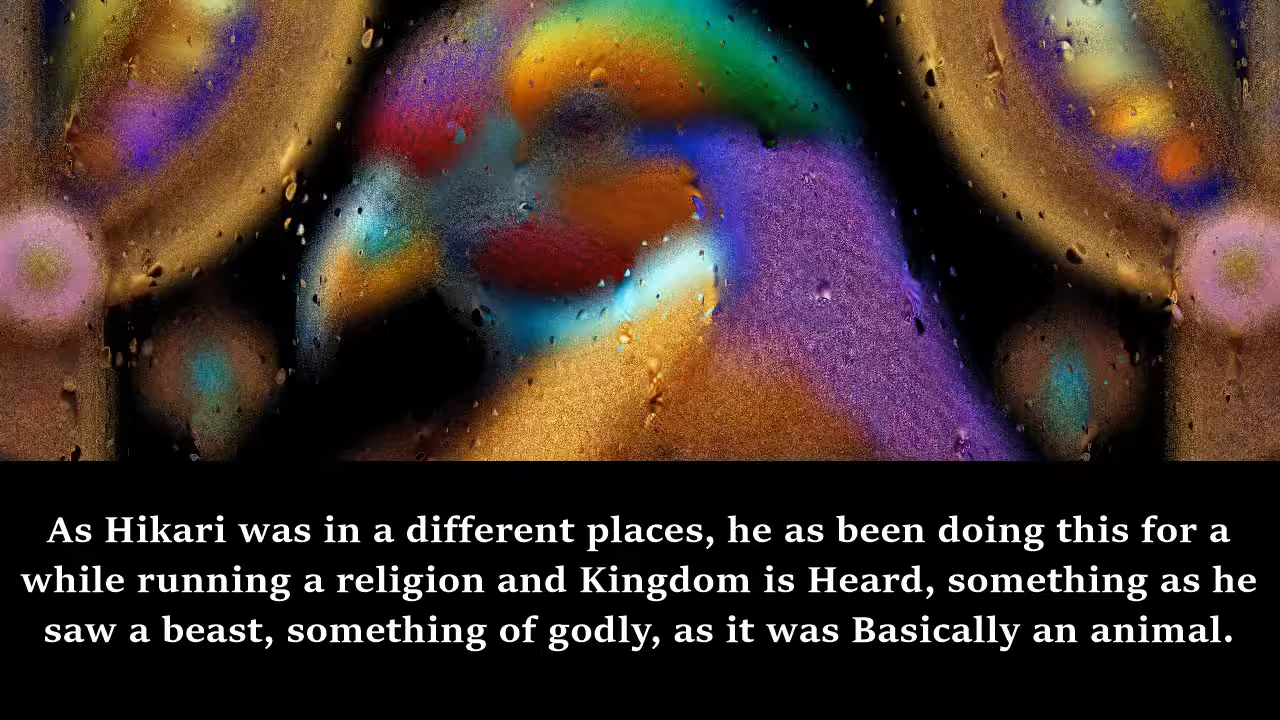 As Hikari was in a different places, he as been doing this for a
while running a religion and Kingdom is Heard, something as he
saw a beast, something of godly, as it was Basically an animal.